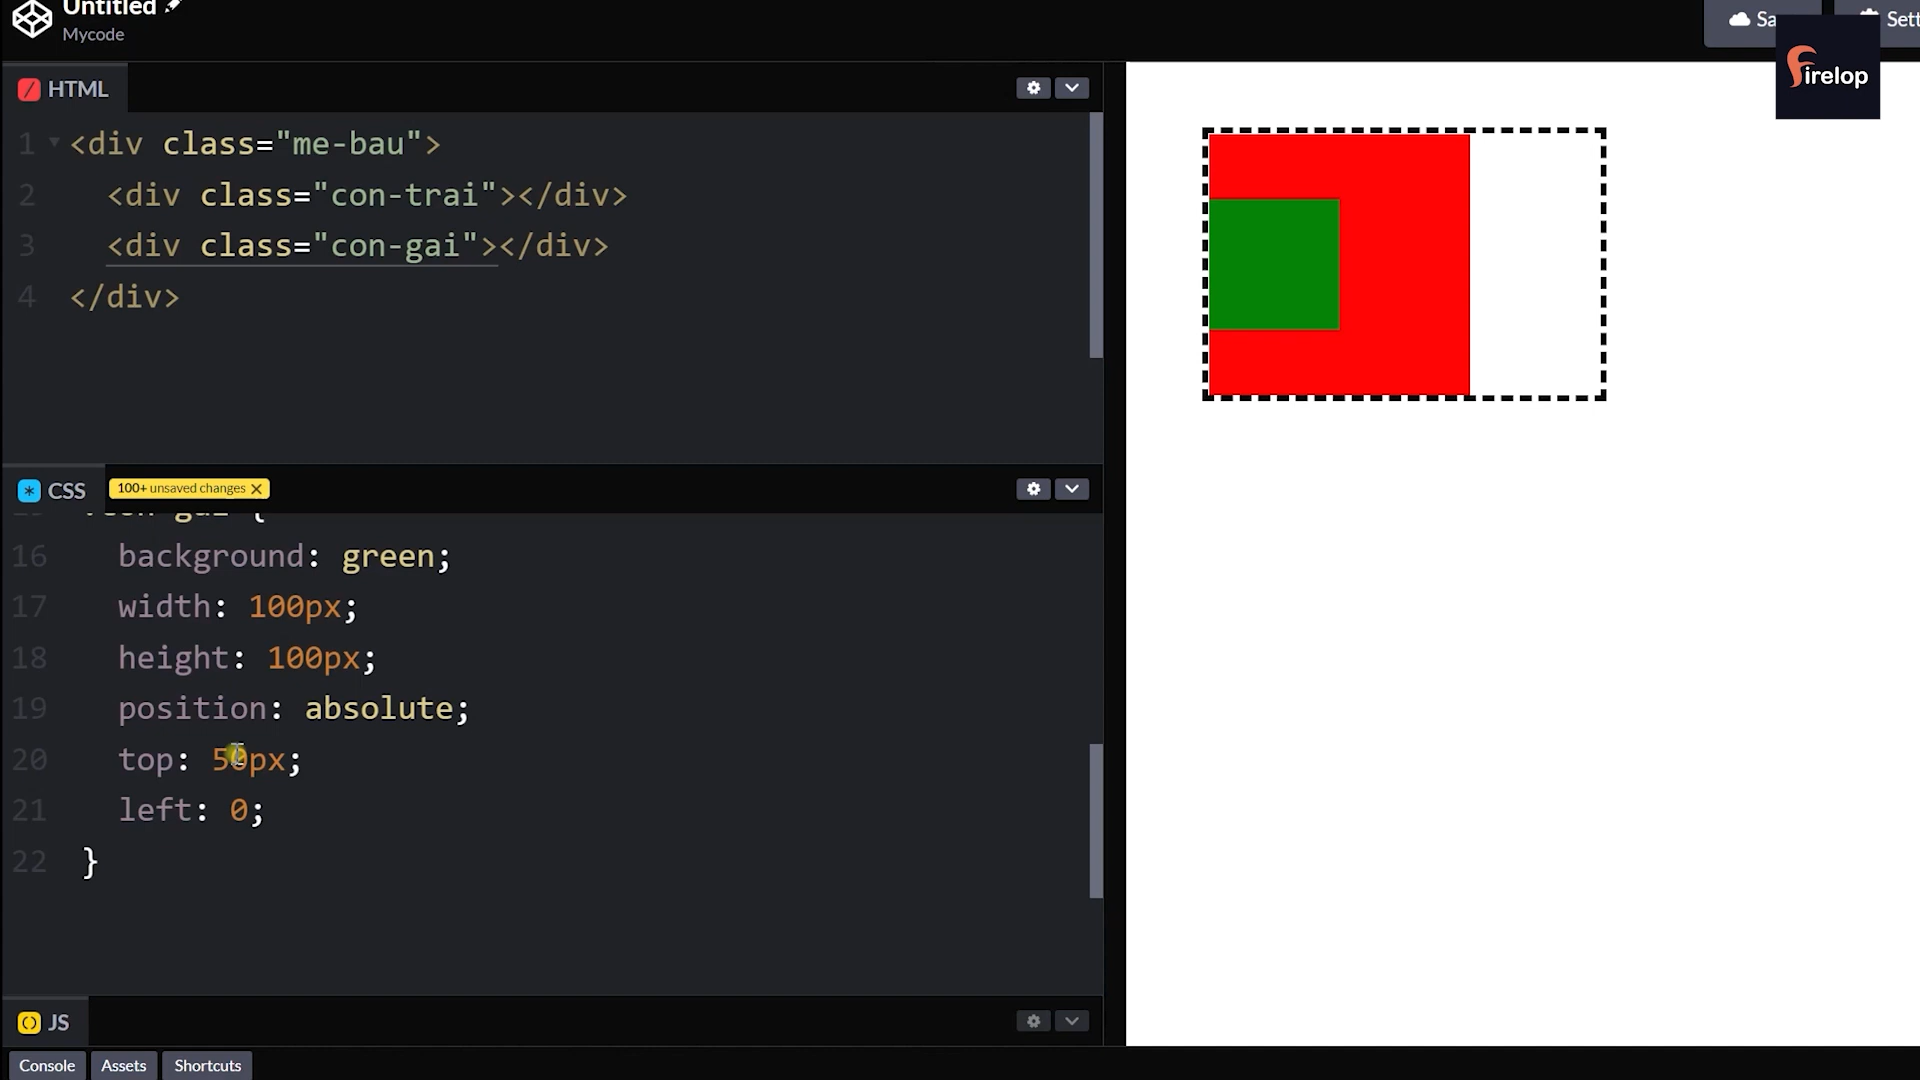 Untitled
Mycode
Sett
Firelop
HTML
1 <div class="me-bau">
2 <div class="con-trai"></div>
3 <div class="con-gai"></div>
4 </div>
CSS 100+ unsaved changes
16 background: green;
17 width: 100px;
18 height: 100px;
19 position: absolute;
20 top: 50px;
21 left: 0;
22 }
JS
Console Assets Shortcuts